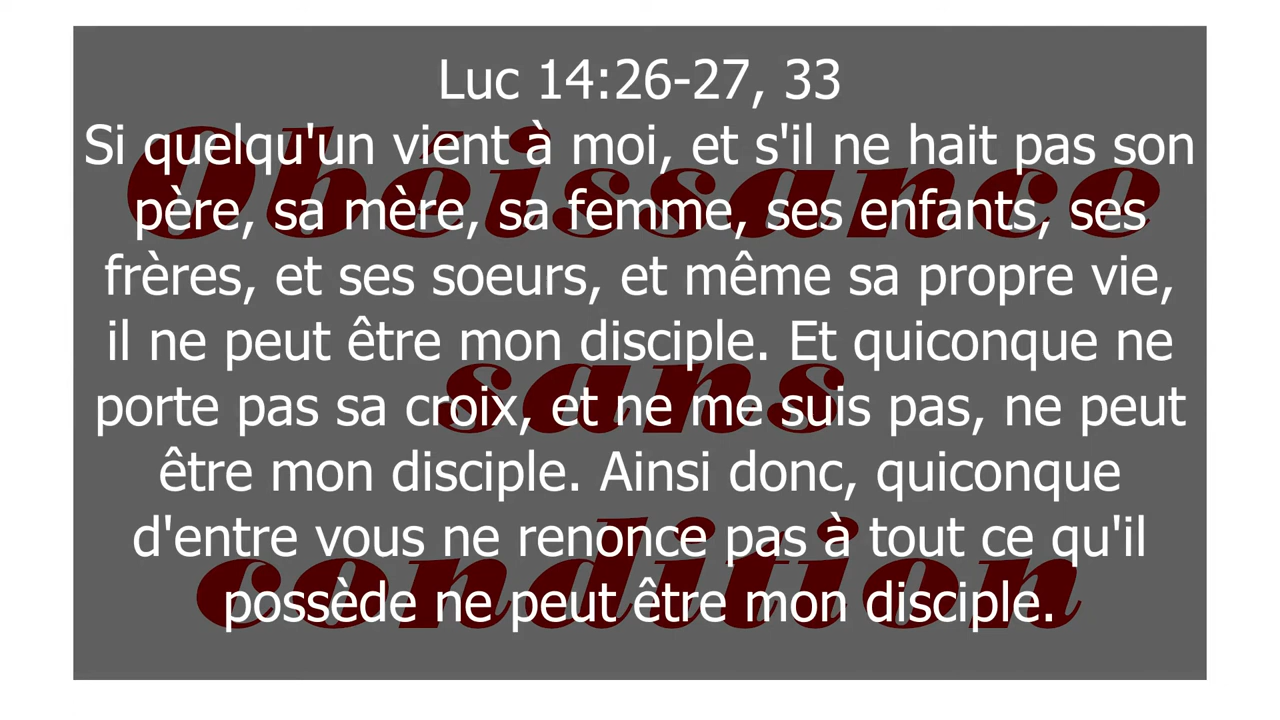 Luc 14:26-27, 33
Si quelqu'un vient à moi, et s'il ne hait pas son
père, sa mère, sa femme, ses enfants, ses
frères, et ses soeurs, et même sa propre vie,
il ne peut être mon disciple. Et quiconque ne
porte pas sa croix, et ne me suis pas, ne peut
être mon disciple. Ainsi donc, quiconque
d'entre vous ne renonce pas à tout ce qu'il
possède ne peut être mon disciple.
Obéissance
sans
condition